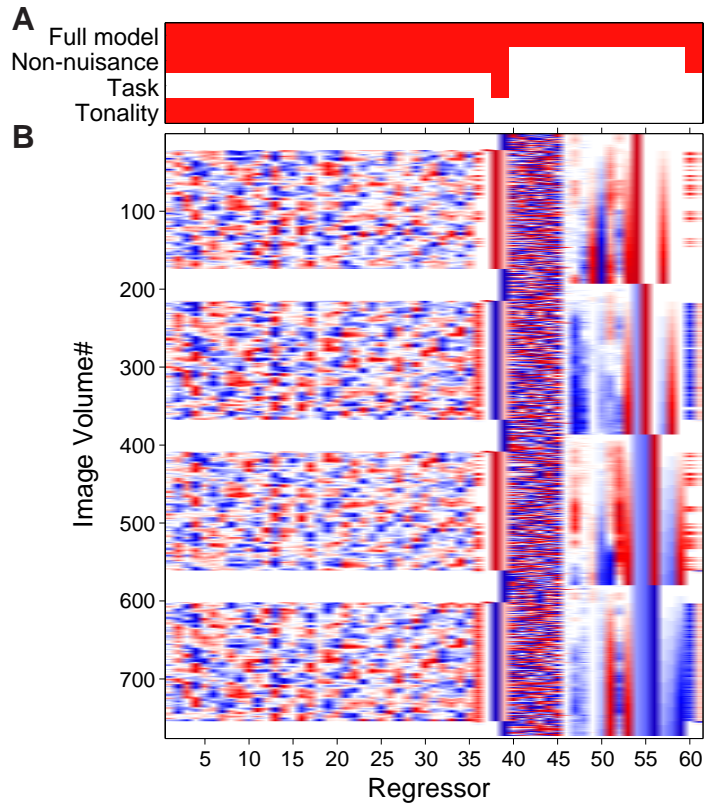 A
Full model
Non-nuisance
Task
Tonality
B
100
200
300
400
500
600
700
Image Volume#
5 10 15 20 25 30 35 40 45 50 55 60
Regressor